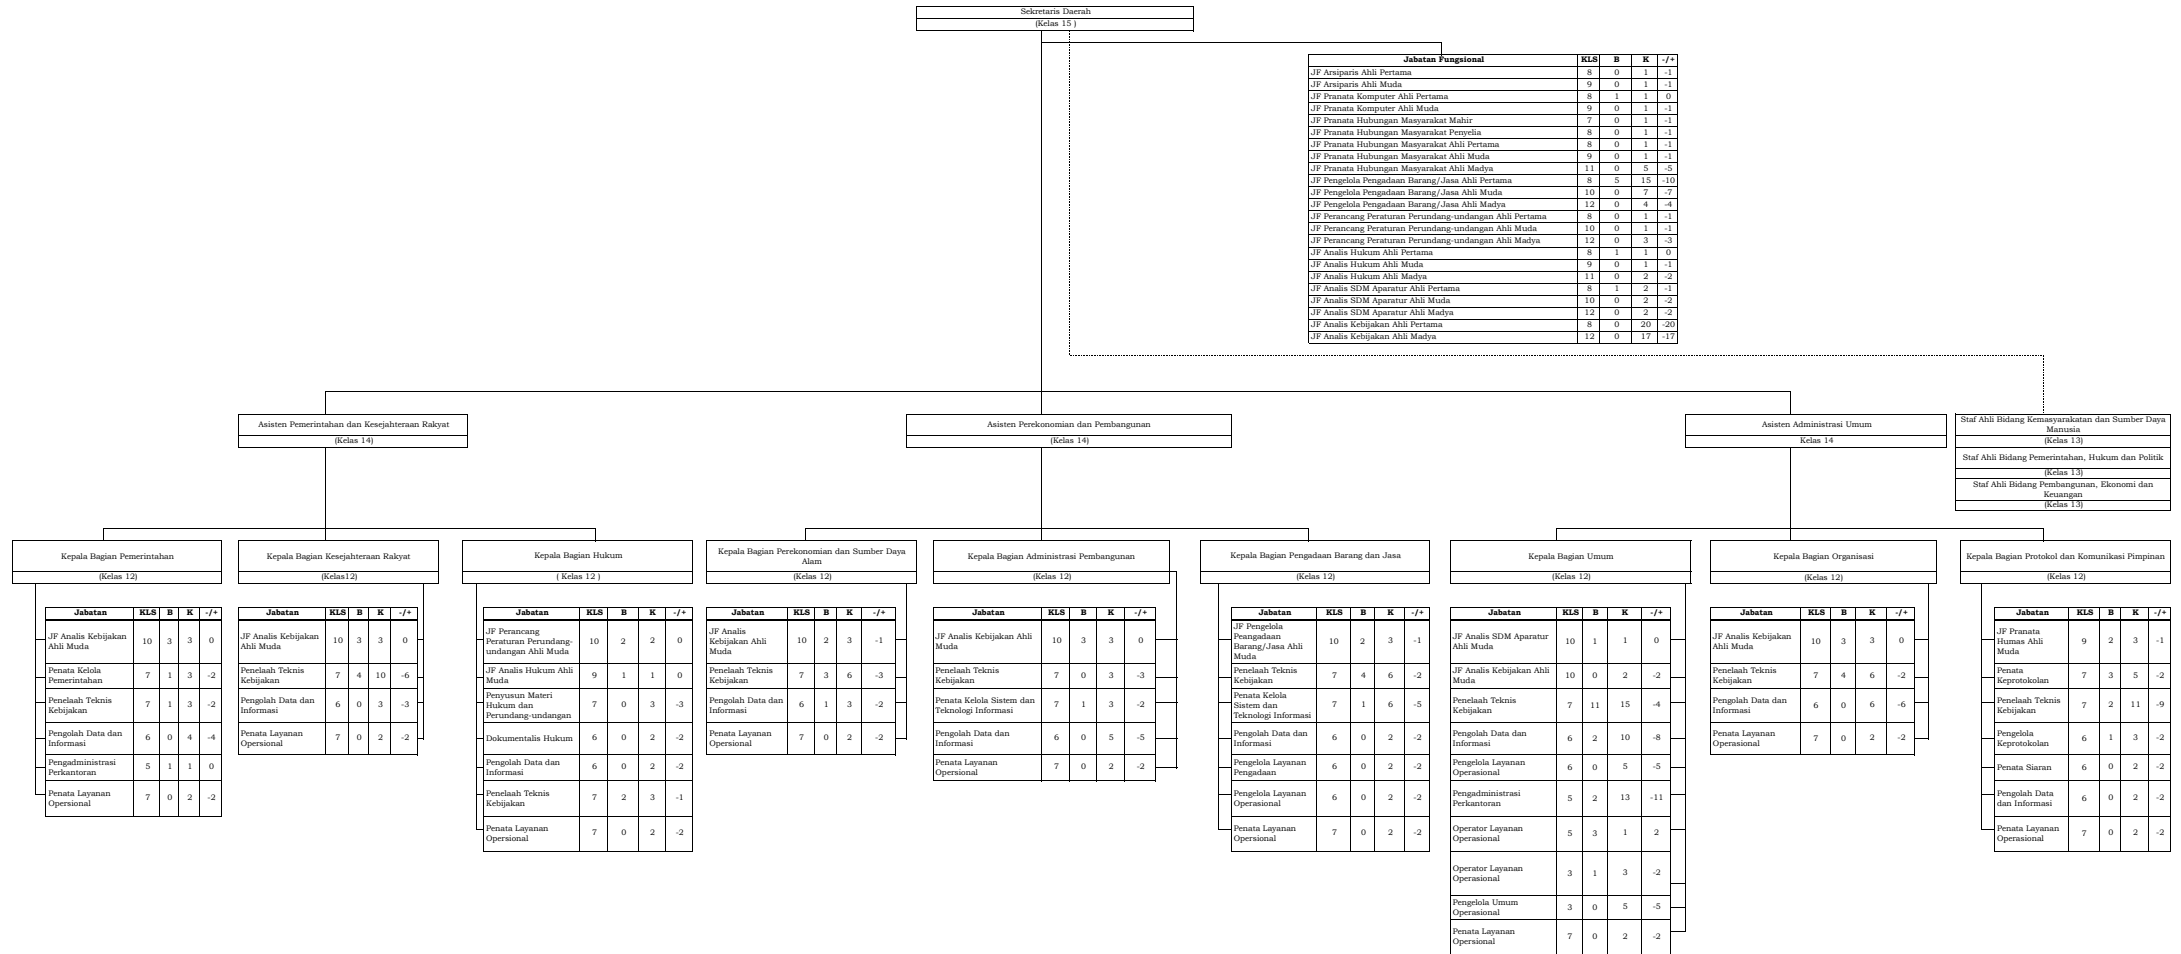 Sekretaris Daerah
(Kelas 15 )
Jabatan Fungsional KLS B K -/+
JF Arsiparis Ahli Pertama 8 0 1 -1
JF Arsiparis Ahli Muda 9 0 1 -1
JF Pranata Komputer Ahli Pertama 8 1 1 0
JF Pranata Komputer Ahli Muda 9 0 1 -1
JF Pranata Hubungan Masyarakat Mahir 7 0 1 -1
JF Pranata Hubungan Masyarakat Penyelia 8 0 1 -1
JF Pranata Hubungan Masyarakat Ahli Pertama 8 0 1 -1
JF Pranata Hubungan Masyarakat Ahli Muda 9 0 1 -1
JF Pranata Hubungan Masyarakat Ahli Madya 11 0 5 -5
JF Pengelola Pengadaan Barang/Jasa Ahli Pertama 8 5 15 -10
JF Pengelola Pengadaan Barang/Jasa Ahli Muda 10 0 7 -7
JF Pengelola Pengadaan Barang/Jasa Ahli Madya 12 0 4 -4
JF Perancang Peraturan Perundang-undangan Ahli Pertama 8 0 1 -1
JF Perancang Peraturan Perundang-undangan Ahli Muda 10 0 1 -1
JF Perancang Peraturan Perundang-undangan Ahli Madya 12 0 3 -3
JF Analis Hukum Ahli Pertama 8 1 1 0
JF Analis Hukum Ahli Muda 9 0 1 -1
JF Analis Hukum Ahli Madya 11 0 2 -2
JF Analis SDM Aparatur Ahli Pertama 8 1 2 -1
JF Analis SDM Aparatur Ahli Muda 10 0 2 -2
JF Analis SDM Aparatur Ahli Madya 12 0 2 -2
JF Analis Kebijakan Ahli Pertama 8 0 20 -20
JF Analis Kebijakan Ahli Madya 12 0 17 -17
Asisten Pemerintahan dan Kesejahteraan Rakyat
(Kelas 14)
Asisten Perekonomian dan Pembangunan
(Kelas 14)
Asisten Administrasi Umum
Kelas 14
Staf Ahli Bidang Kemasyarakatan dan Sumber Daya
Manusia
(Kelas 13)
Staf Ahli Bidang Pemerintahan, Hukum dan Politik
(Kelas 13)
Staf Ahli Bidang Pembangunan, Ekonomi dan
Keuangan
(Kelas 13)
Kepala Bagian Pemerintahan
(Kelas 12)
Jabatan KLS B K -/+
JF Analis Kebijakan
Ahli Muda 10 3 3 0
Penata Kelola
Pemerintahan 7 1 3 -2
Penelaah Teknis
Kebijakan 7 1 3 -2
Pengolah Data dan
Informasi 6 0 4 -4
Pengadministrasi
Perkantoran 5 1 1 0
Penata Layanan
Opersional 7 0 2 -2
Kepala Bagian Kesejahteraan Rakyat
(Kelas12)
Jabatan KLS B K -/+
JF Analis Kebijakan
Ahli Muda 10 3 3 0
Penelaah Teknis
Kebijakan 7 4 10 -6
Pengolah Data dan
Informasi 6 0 3 -3
Penata Layanan
Opersional 7 0 2 -2
Kepala Bagian Hukum
( Kelas 12 )
Jabatan KLS B K -/+
JF Perancang
Peraturan Perundang-
undangan Ahli Muda 10 2 2 0
JF Analis Hukum Ahli
Muda 9 1 1 0
Penyusun Materi
Hukum dan
Perundang-undangan 7 0 3 -3
Dokumentalis Hukum 6 0 2 -2
Pengolah Data dan
Informasi 6 0 2 -2
Penelaah Teknis
Kebijakan 7 2 3 -1
Penata Layanan
Opersional 7 0 2 -2
Kepala Bagian Perekonomian dan Sumber Daya
Alam
(Kelas 12)
Jabatan KLS B K -/+
JF Analis
Kebijakan Ahli
Muda 10 2 3 -1
Penelaah Teknis
Kebijakan 7 3 6 -3
Pengolah Data dan
Informasi 6 1 3 -2
Penata Layanan
Opersional 7 0 2 -2
Kepala Bagian Administrasi Pembangunan
(Kelas 12)
Jabatan KLS B K -/+
JF Analis Kebijakan Ahli
Muda 10 3 3 0
Penelaah Teknis
Kebijakan 7 0 3 -3
Penata Kelola Sistem dan
Teknologi Informasi 7 1 3 -2
Pengolah Data dan
Informasi 6 0 5 -5
Penata Layanan
Opersional 7 0 2 -2
Kepala Bagian Pengadaan Barang dan Jasa
(Kelas 12)
Jabatan KLS B K -/+
JF Pengelola
Peangadaan
Barang/Jasa Ahli
Muda 10 2 3 -1
Penelaah Teknis
Kebijakan 7 4 6 -2
Penata Kelola
Sistem dan
Teknologi Informasi 7 1 6 -5
Pengolah Data dan
Informasi 6 0 2 -2
Pengelola Layanan
Pengadaan 6 0 2 -2
Pengelola Layanan
Operasional 6 0 2 -2
Penata Layanan
Opersional 7 0 2 -2
Kepala Bagian Umum
(Kelas 12)
Jabatan KLS B K -/+
JF Analis SDM Aparatur
Ahli Muda 10 1 1 0
JF Analis Kebijakan Ahli
Muda 10 0 2 -2
Penelaah Teknis
Kebijakan 7 11 15 -4
Pengolah Data dan
Informasi 6 2 10 -8
Pengelola Layanan
Operasional 6 0 5 -5
Pengadministrasi
Perkantoran 5 2 13 -11
Operator Layanan
Operasional 5 3 1 2
Operator Layanan
Operasional 3 1 3 -2
Pengelola Umum
Operasional 3 0 5 -5
Penata Layanan
Opersional 7 0 2 -2
Kepala Bagian Organisasi
(Kelas 12)
Jabatan KLS B K -/+
JF Analis Kebijakan
Ahli Muda 10 3 3 0
Penelaah Teknis
Kebijakan 7 4 6 -2
Pengolah Data dan
Informasi 6 0 6 -6
Penata Layanan
Operasional 7 0 2 -2
Kepala Bagian Protokol dan Komunikasi Pimpinan
(Kelas 12)
Jabatan KLS B K -/+
JF Pranata
Humas Ahli
Muda 9 2 3 -1
Penata
Keprotokolan 7 3 5 -2
Penelaah Teknis
Kebijakan 7 2 11 -9
Pengelola
Keprotokolan 6 1 3 -2
Penata Siaran 6 0 2 -2
Pengolah Data
dan Informasi 6 0 2 -2
Penata Layanan
Operasional 7 0 2 -2